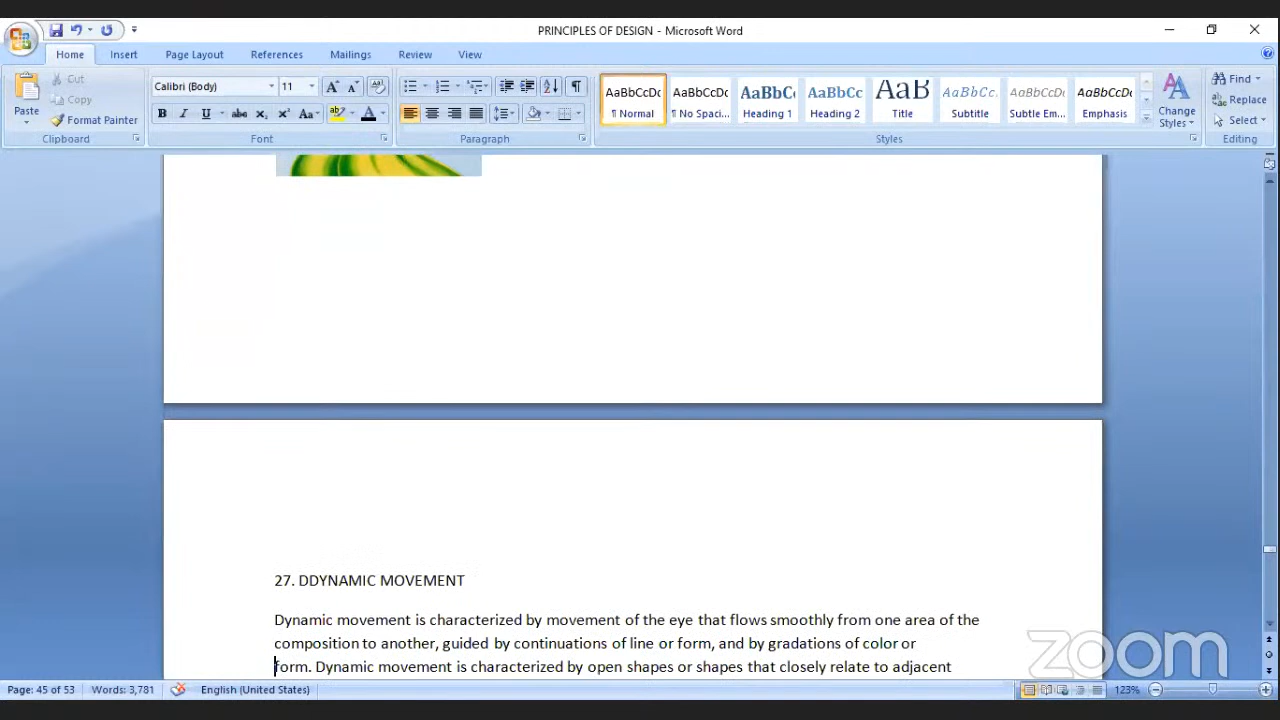 PRINCIPLES OF DESIGN - Microsoft Word
Home Insert Page Layout References Mailings Review View
Paste
Cut
Copy
Format Painter
Clipboard
Calibri (Body) 11
Font
Paragraph
AaBbCcDc AaBbCcDc AaBbCc AaBbCc AaB AaBbCc. AaBbCcDt AaBbCcDt
¶ Normal ¶ No Spaci... Heading 1 Heading 2 Title Subtitle Subtle Em... Emphasis
Change Styles
Styles
Find
Replace
Select
Editing
27. DDYNAMIC MOVEMENT
Dynamic movement is characterized by movement of the eye that flows smoothly from one area of the
composition to another, guided by continuations of line or form, and by gradations of color or
form. Dynamic movement is characterized by open shapes or shapes that closely relate to adjacent
zoom
Page: 45 of 53 Words: 3,781 English (United States) 123%